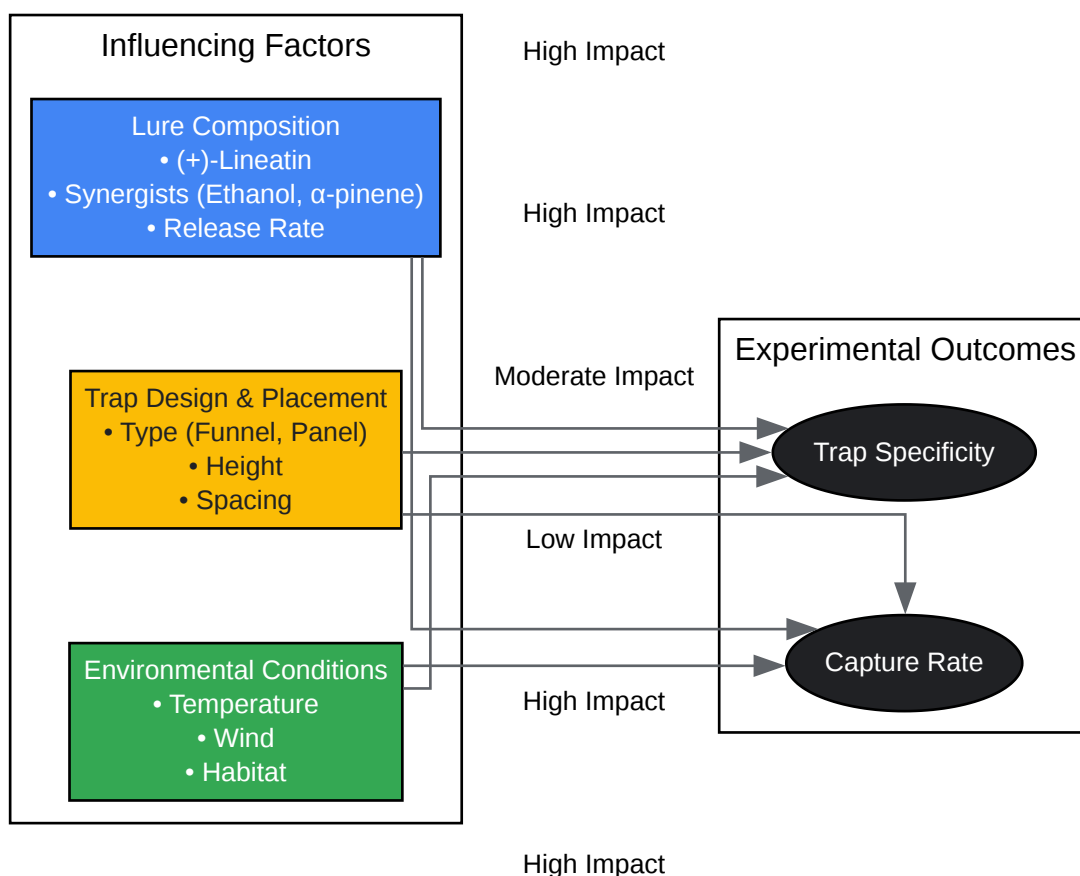 Influencing Factors
Lure Composition
• (+)-Lineatin
• Synergists (Ethanol, α-pinene)
• Release Rate
Trap Design & Placement
• Type (Funnel, Panel)
• Height
• Spacing
Environmental Conditions
• Temperature
• Wind
• Habitat
High Impact
High Impact
Moderate Impact
Low Impact
High Impact
High Impact
Experimental Outcomes
Trap Specificity
Capture Rate